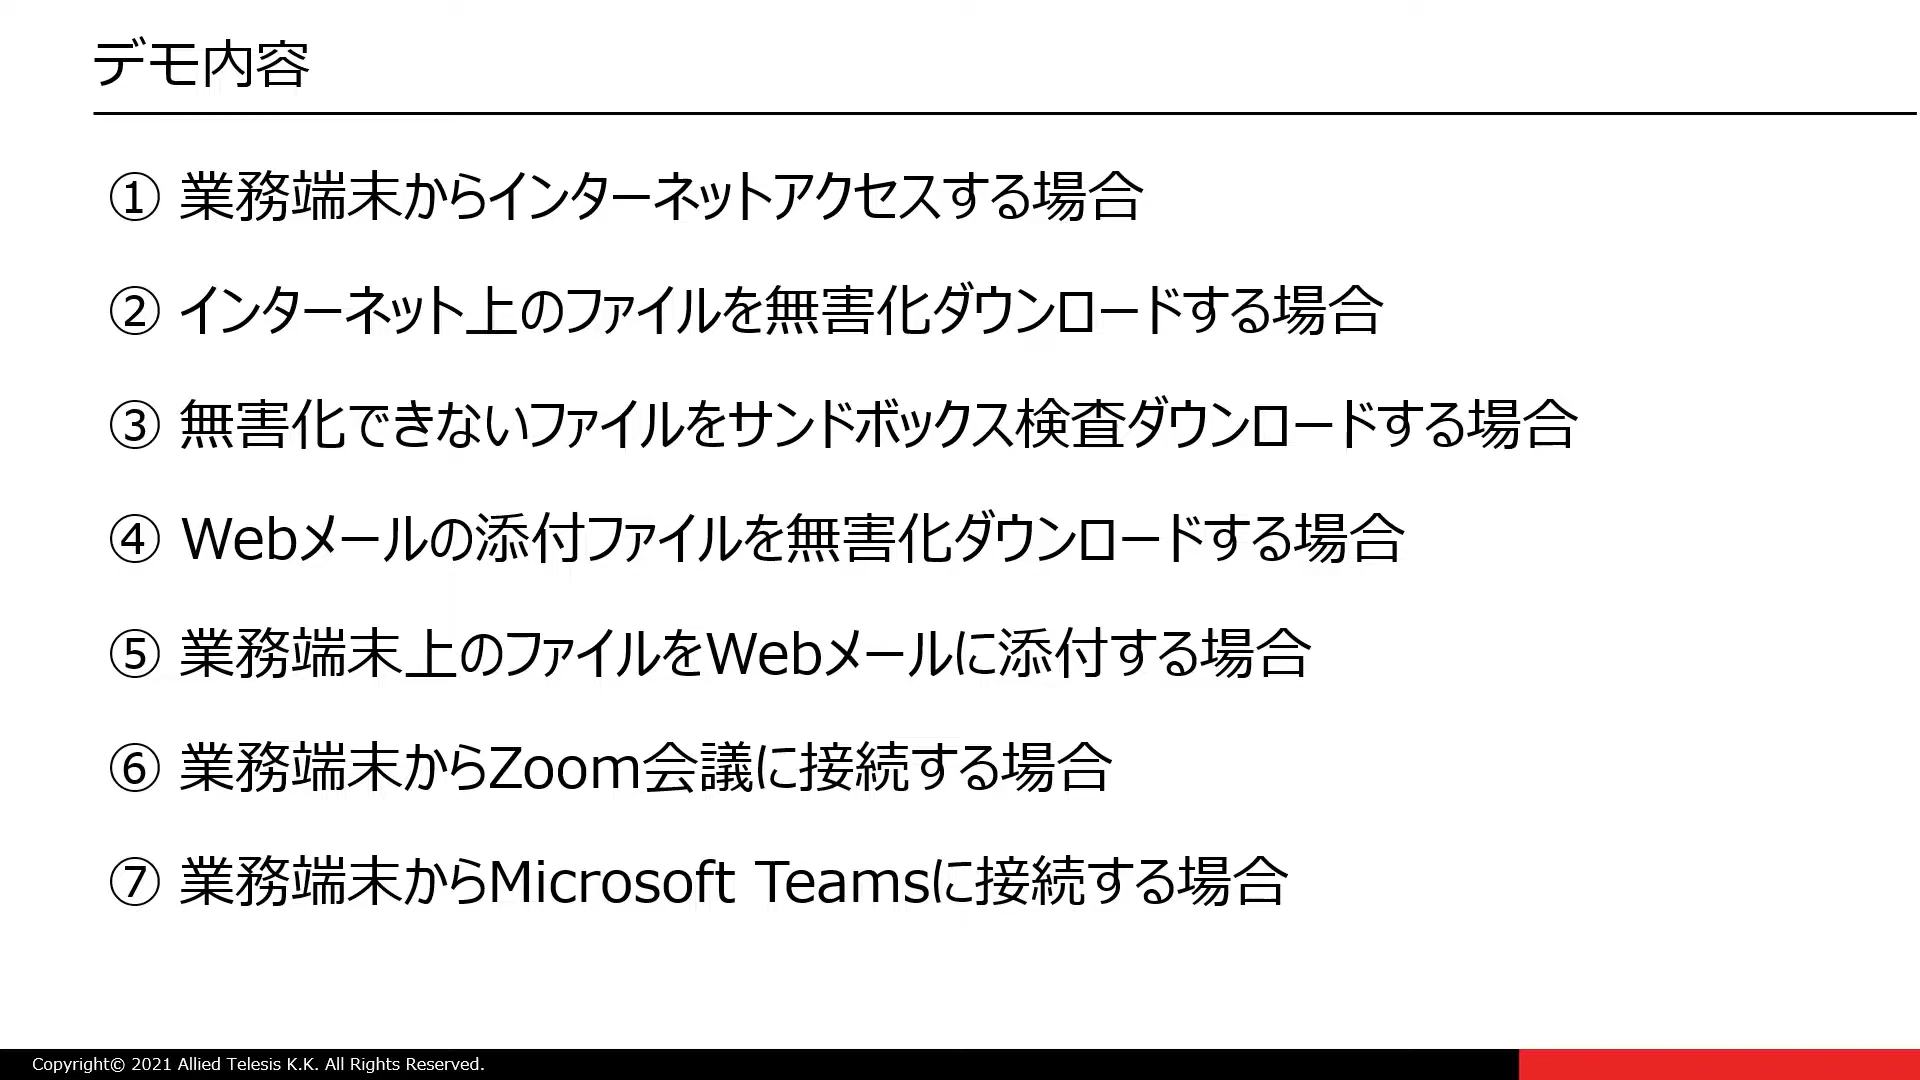 デモ内容
① 業務端末からインターネットアクセスする場合
② インターネット上のファイルを無害化ダウンロードする場合
③ 無害化できないファイルをサンドボックス検査ダウンロードする場合
④ Webメールの添付ファイルを無害化ダウンロードする場合
⑤ 業務端末上のファイルをWebメールに添付する場合
⑥ 業務端末からZoom会議に接続する場合
⑦ 業務端末からMicrosoft Teamsに接続する場合
Copyright© 2021 Allied Telesis K.K. All Rights Reserved.